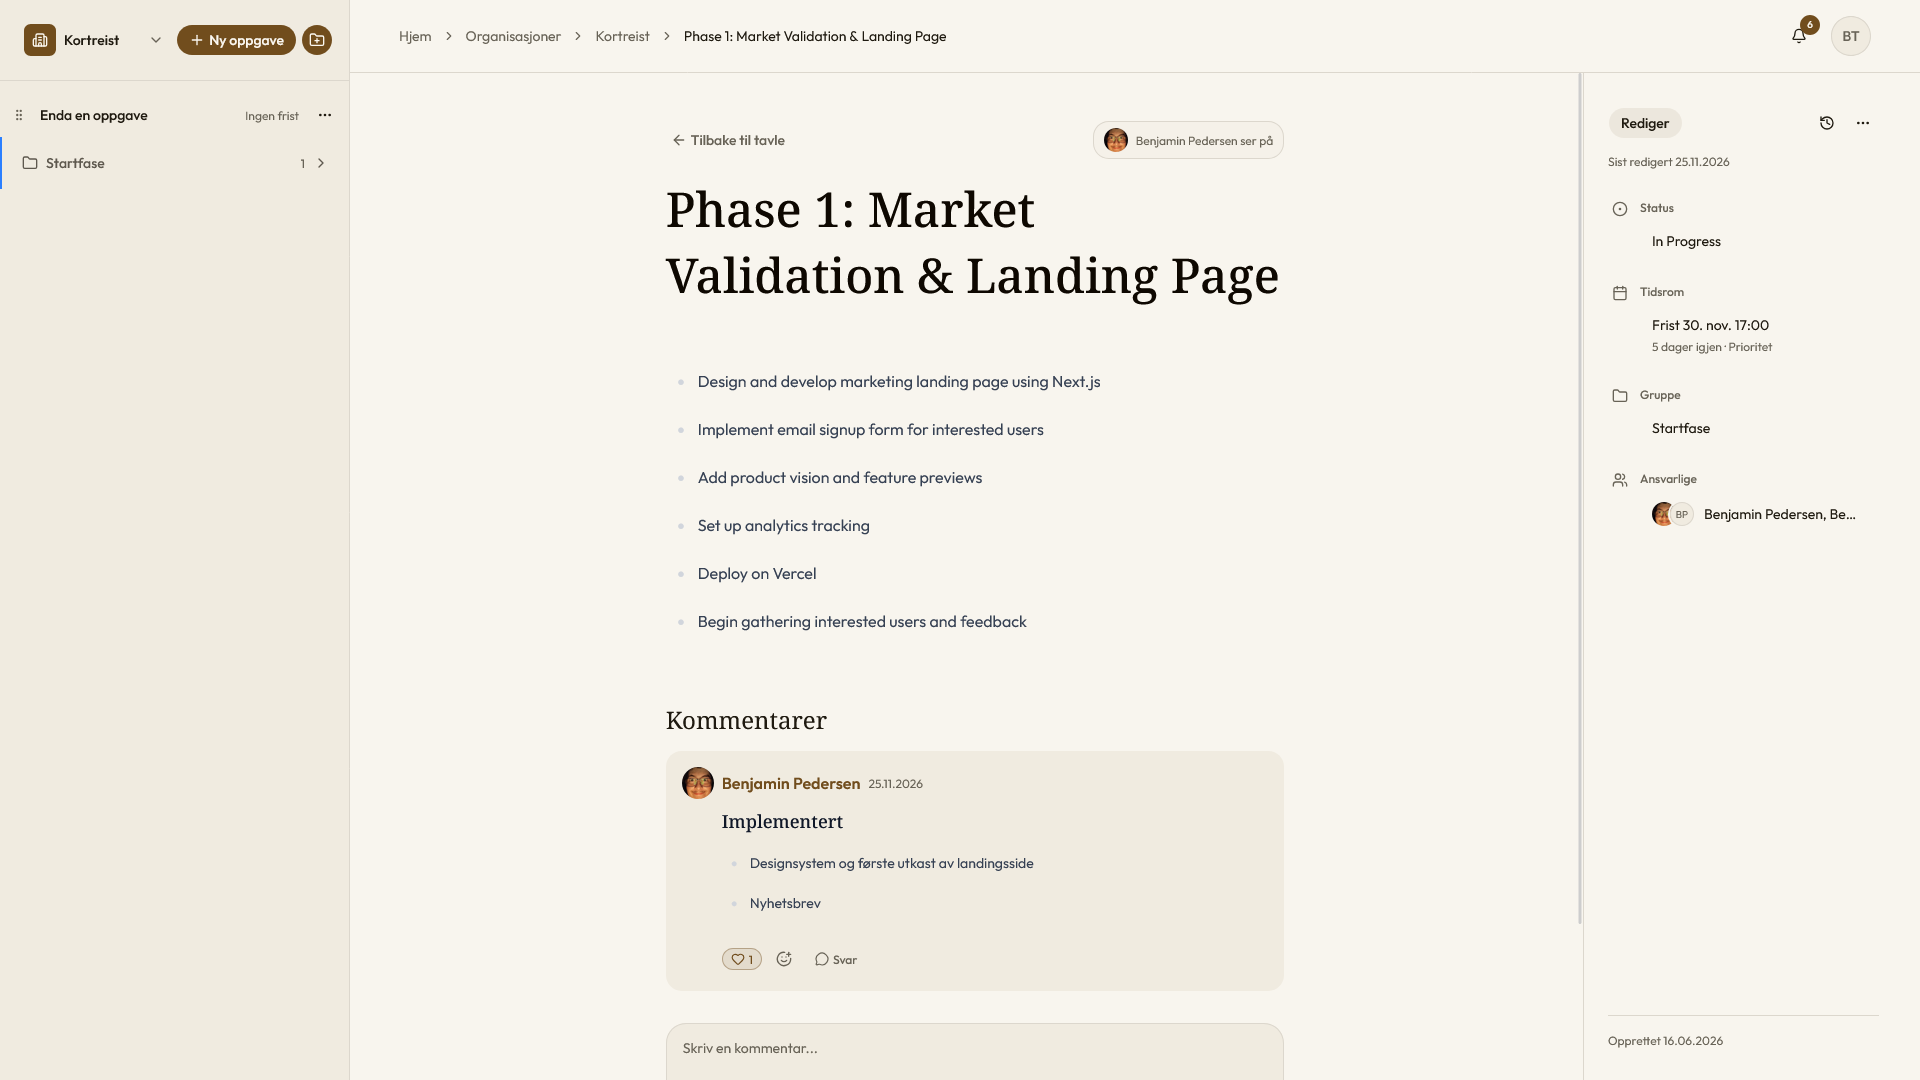 Kortreist
Ny oppgave
Enda en oppgave
Ingen frist
Startfase
1
Hjem
Organisasjoner
Kortreist
Phase 1: Market Validation & Landing Page
6
BT
Tilbake til tavle
Benjamin Pedersen ser på
Phase 1: Market
Validation & Landing Page
Design and develop marketing landing page using Next.js
Implement email signup form for interested users
Add product vision and feature previews
Set up analytics tracking
Deploy on Vercel
Begin gathering interested users and feedback
Kommentarer
Benjamin Pedersen 25.11.2026
Implementert
Designsystem og første utkast av landingsside
Nyhetsbrev
1
Svar
Skriv en kommentar...
Rediger
Sist redigert 25.11.2026
Status
In Progress
Tidsrom
Frist 30. nov. 17:00
5 dager igjen · Prioritet
Gruppe
Startfase
Ansvarlige
BP
Benjamin Pedersen, Be...
Opprettet 16.06.2026